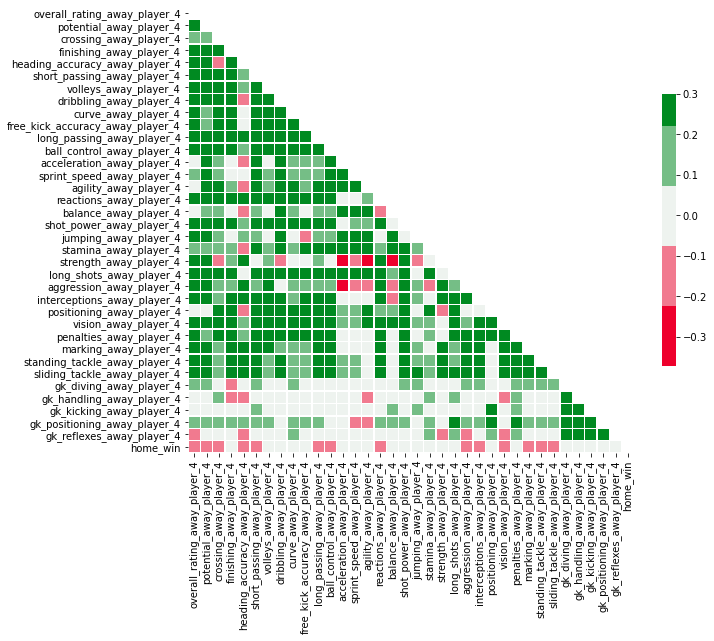 overall_rating_away_player_4
potential_away_player_4
crossing_away_player_4
finishing_away_player_4
heading_accuracy_away_player_4
short_passing_away_player_4
volleys_away_player_4
dribbling_away_player_4
curve_away_player_4
free_kick_accuracy_away_player_4
long_passing_away_player_4
ball_control_away_player_4
acceleration_away_player_4
sprint_speed_away_player_4
agility_away_player_4
reactions_away_player_4
balance_away_player_4
shot_power_away_player_4
jumping_away_player_4
stamina_away_player_4
strength_away_player_4
long_shots_away_player_4
aggression_away_player_4
interceptions_away_player_4
positioning_away_player_4
vision_away_player_4
penalties_away_player_4
marking_away_player_4
standing_tackle_away_player_4
sliding_tackle_away_player_4
gk_diving_away_player_4
gk_handling_away_player_4
gk_kicking_away_player_4
gk_positioning_away_player_4
gk_reflexes_away_player_4
home_win
overall_rating_away_player_4
potential_away_player_4
crossing_away_player_4
finishing_away_player_4
heading_accuracy_away_player_4
short_passing_away_player_4
volleys_away_player_4
dribbling_away_player_4
curve_away_player_4
free_kick_accuracy_away_player_4
long_passing_away_player_4
ball_control_away_player_4
acceleration_away_player_4
sprint_speed_away_player_4
agility_away_player_4
reactions_away_player_4
balance_away_player_4
shot_power_away_player_4
jumping_away_player_4
stamina_away_player_4
strength_away_player_4
long_shots_away_player_4
aggression_away_player_4
interceptions_away_player_4
positioning_away_player_4
vision_away_player_4
penalties_away_player_4
marking_away_player_4
standing_tackle_away_player_4
sliding_tackle_away_player_4
gk_diving_away_player_4
gk_handling_away_player_4
gk_kicking_away_player_4
gk_positioning_away_player_4
gk_reflexes_away_player_4
home_win
0.3
0.2
0.1
0.0
−0.1
−0.2
−0.3